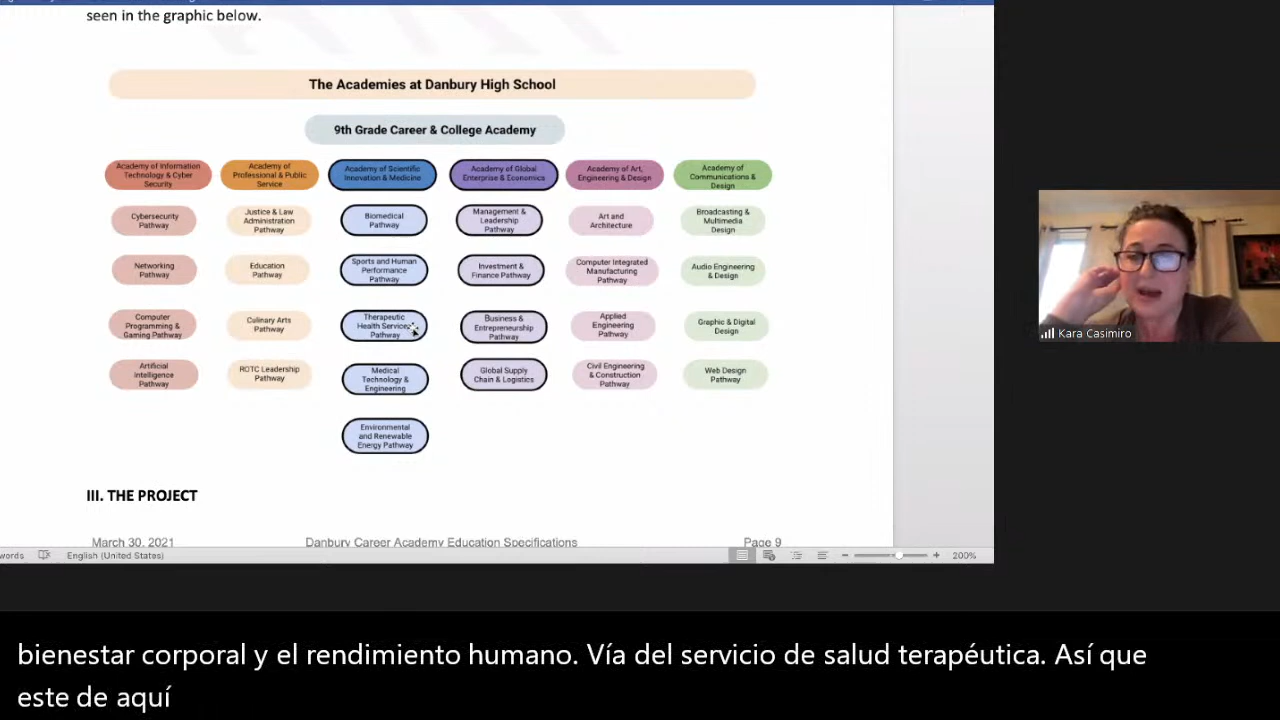 seen in the graphic below.
The Academies at Danbury High School
9th Grade Career & College Academy
Academy of Information
Technology & Cyber
Security
Academy of
Professional & Public
Service
Academy of Scientific
Innovation & Medicine
Academy of Global
Enterprise & Economics
Academy of Art,
Engineering & Design
Academy of
Communications &
Design
Cybersecurity
Pathway
Justice & Law
Administration
Pathway
Biomedical
Pathway
Management &
Leadership
Pathway
Art and
Architecture
Broadcasting &
Multimedia
Design
Networking
Pathway
Education
Pathway
Sports and Human
Performance
Pathway
Investment &
Finance Pathway
Computer Integrated
Manufacturing
Pathway
Audio Engineering
& Design
Computer
Programming &
Gaming Pathway
Culinary Arts
Pathway
Therapeutic
Health Services
Pathway
Business &
Entrepreneurship
Pathway
Applied
Engineering
Pathway
Graphic & Digital
Design
Artificial
Intelligence
Pathway
ROTC Leadership
Pathway
Medical
Technology &
Engineering
Global Supply
Chain & Logistics
Civil Engineering
& Construction
Pathway
Web Design
Pathway
Environmental
and Renewable
Energy Pathway
III. THE PROJECT
March 30, 2021 Danbury Career Academy Education Specifications Page 9
words English (United States) 200%
Kara Casimiro
bienestar corporal y el rendimiento humano. Vía del servicio de salud terapéutica. Así que
este de aquí